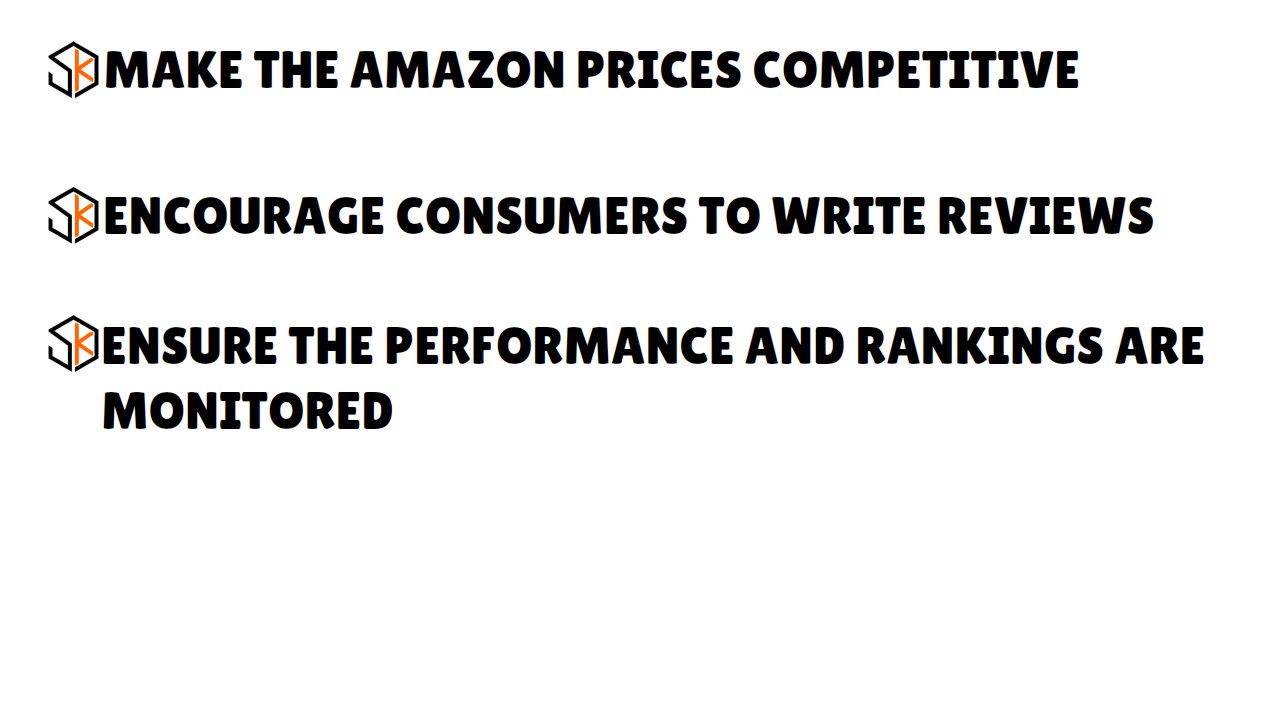 MAKE THE AMAZON PRICES COMPETITIVE
ENCOURAGE CONSUMERS TO WRITE REVIEWS
ENSURE THE PERFORMANCE AND RANKINGS ARE
MONITORED